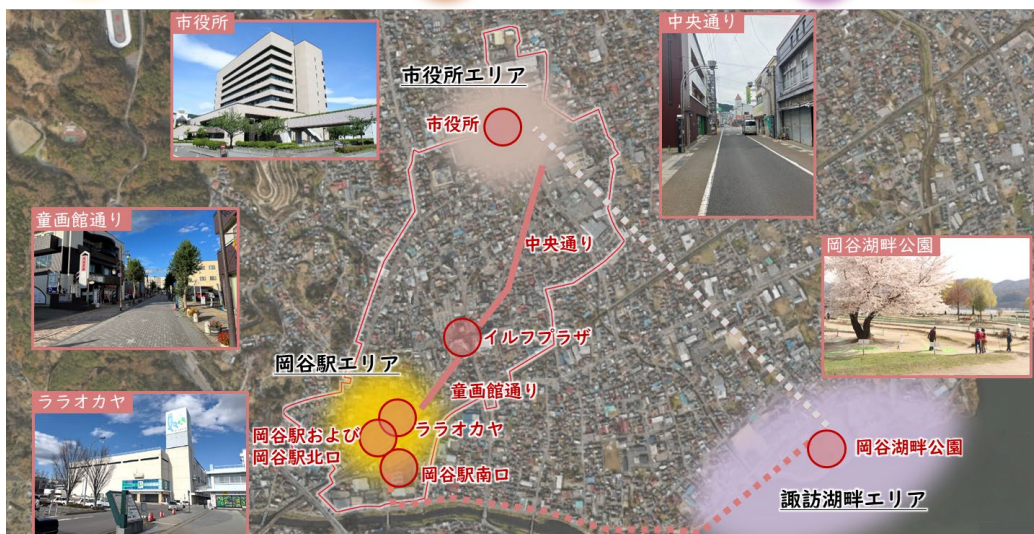 市役所
中央通り
市役所エリア
市役所
童画館通り
中央通り
岡谷湖畔公園
イルフプラザ
岡谷駅エリア
童画館通り
ララオカヤ
ララオカヤ
岡谷駅および
岡谷駅北口
岡谷駅南口
岡谷湖畔公園
諏訪湖畔エリア